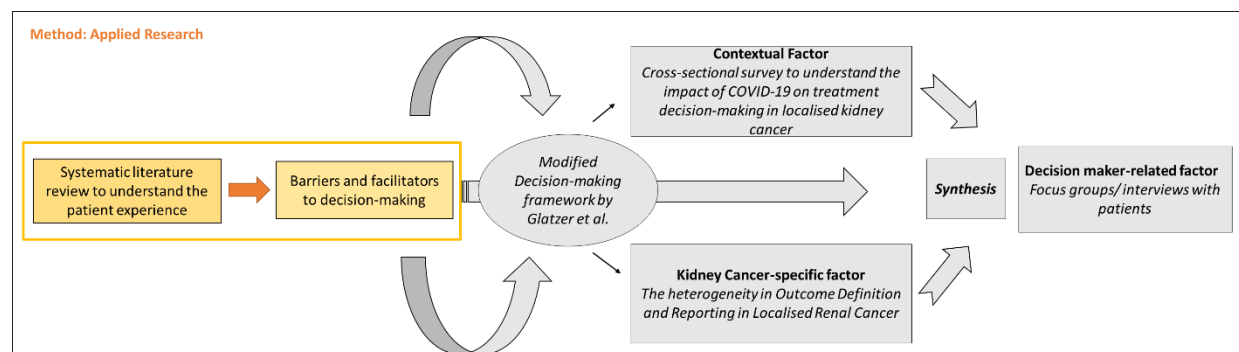 Method: Applied Research
Systematic literature
review to understand the
patient experience
Barriers and facilitators
to decision-making
Modified
Decision-making
framework by
Glatzer et al.
Contextual Factor
Cross-sectional survey to understand the
impact of COVID-19 on treatment
decision-making in localised kidney
cancer
Kidney Cancer-specific factor
The heterogeneity in Outcome Definition
and Reporting in Localised Renal Cancer
Synthesis
Decision maker-related factor
Focus groups/ interviews with
patients